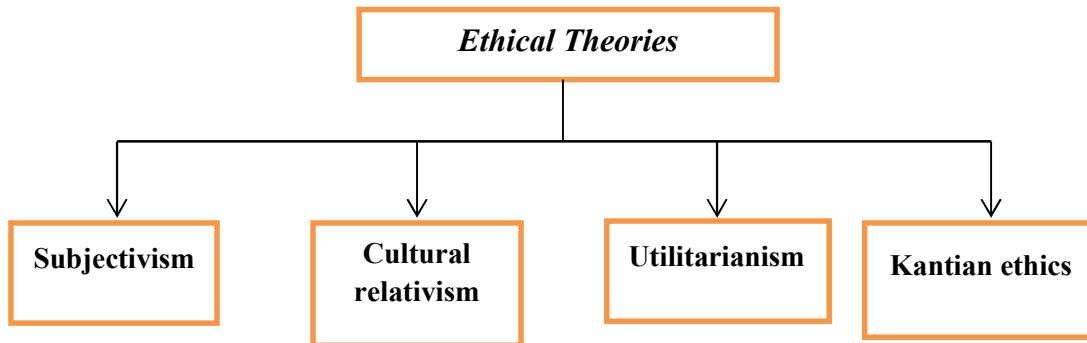 Ethical Theories
Subjectivism
Cultural
relativism
Utilitarianism
Kantian ethics